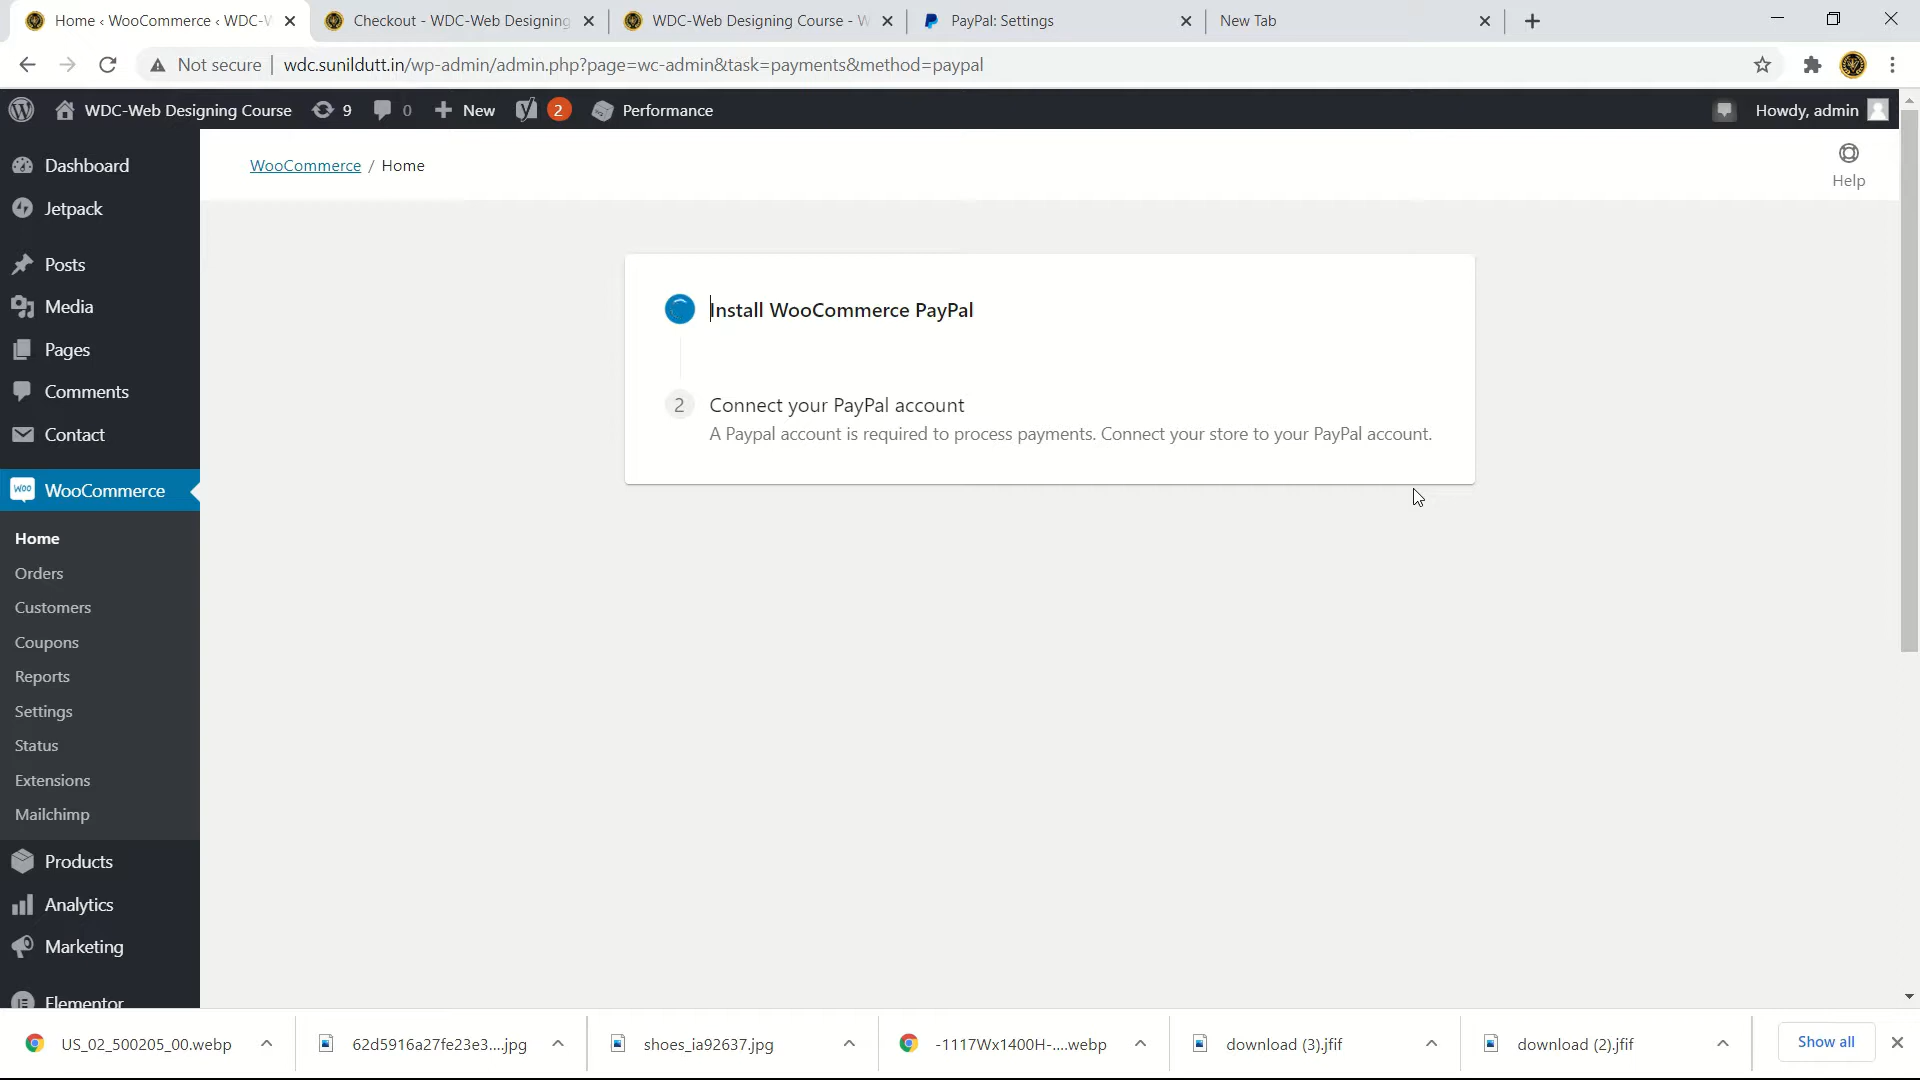 Home ‹ WooCommerce ‹ WDC-W
Checkout - WDC-Web Designing
WDC-Web Designing Course - W
PayPal: Settings
New Tab
Not secure
wdc.sunildutt.in/wp-admin/admin.php?page=wc-admin&task=payments&method=paypal
WDC-Web Designing Course
9
0
New
2
Performance
Howdy, admin
Dashboard
Jetpack
Posts
Media
Pages
Comments
Contact
WooCommerce
Home
Orders
Customers
Coupons
Reports
Settings
Status
Extensions
Mailchimp
Products
Analytics
Marketing
Elementor
WooCommerce / Home
Help
Install WooCommerce PayPal
2
Connect your PayPal account
A Paypal account is required to process payments. Connect your store to your PayPal account.
US_02_500205_00.webp
62d5916a27fe23e3....jpg
shoes_ia92637.jpg
-1117Wx1400H-....webp
download (3).jfif
download (2).jfif
Show all